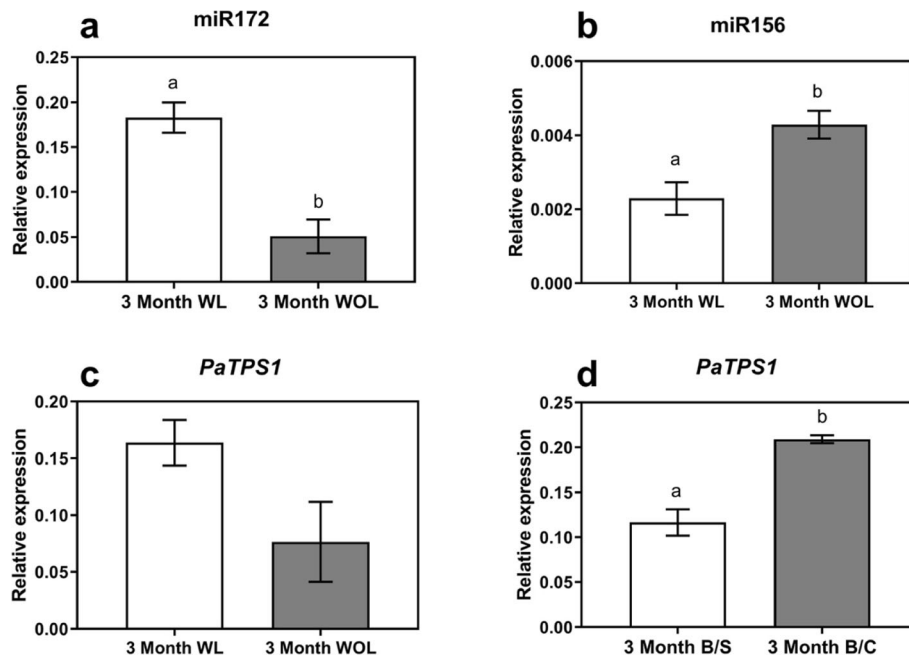 a
miR172
Relative expression
0.20
0.15
0.10
0.05
0.00
a
b
3 Month WL
3 Month WOL
b
miR156
Relative expression
0.006
0.004
0.002
0.000
a
b
3 Month WL
3 Month WOL
c
PaTPS1
Relative expression
0.20
0.15
0.10
0.05
0.00
3 Month WL
3 Month WOL
d
PaTPS1
Relative expression
0.25
0.20
0.15
0.10
0.05
0.00
a
b
3 Month B/S
3 Month B/C